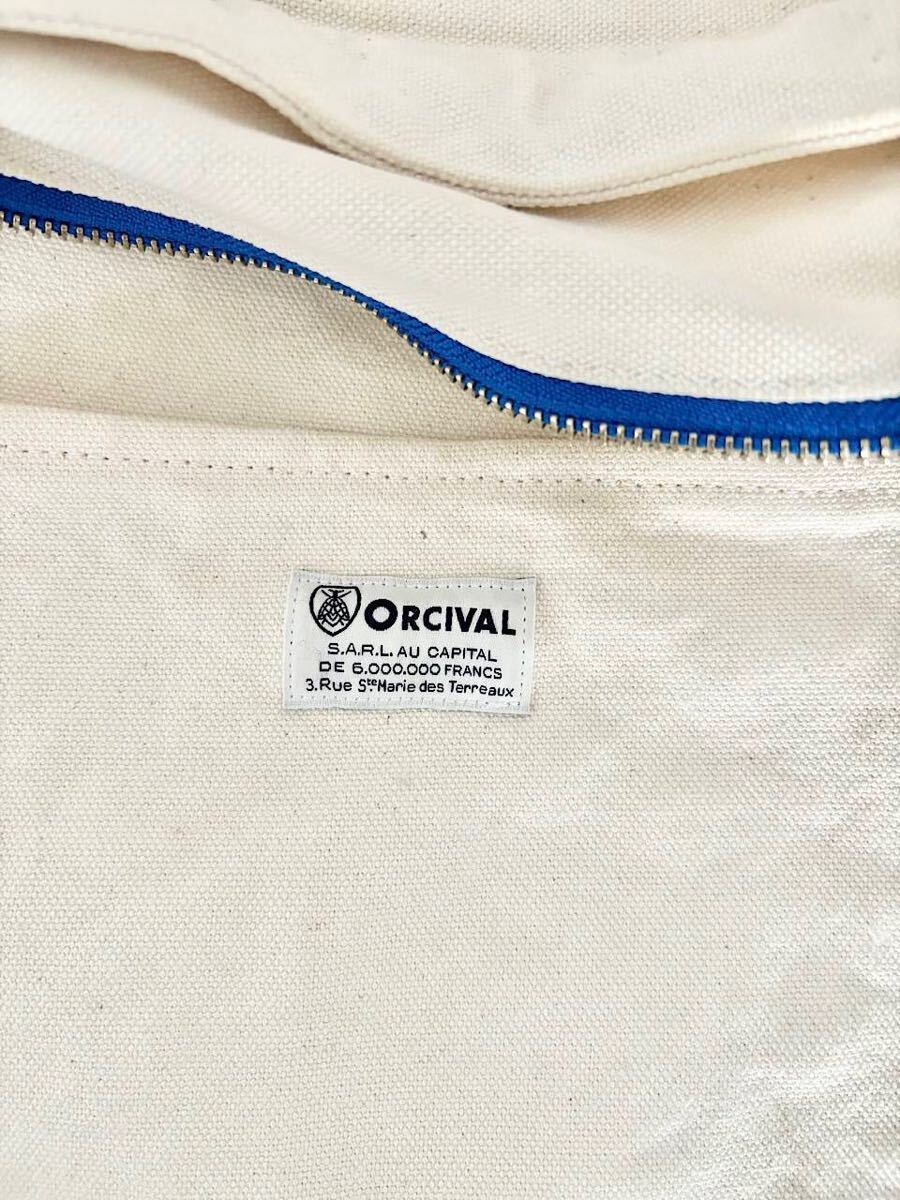 ORCIVAL
S.A.R.L. AU CAPITAL
DE 6.000.000 FRANCS
3.Rue Ste Marie des Terreaux